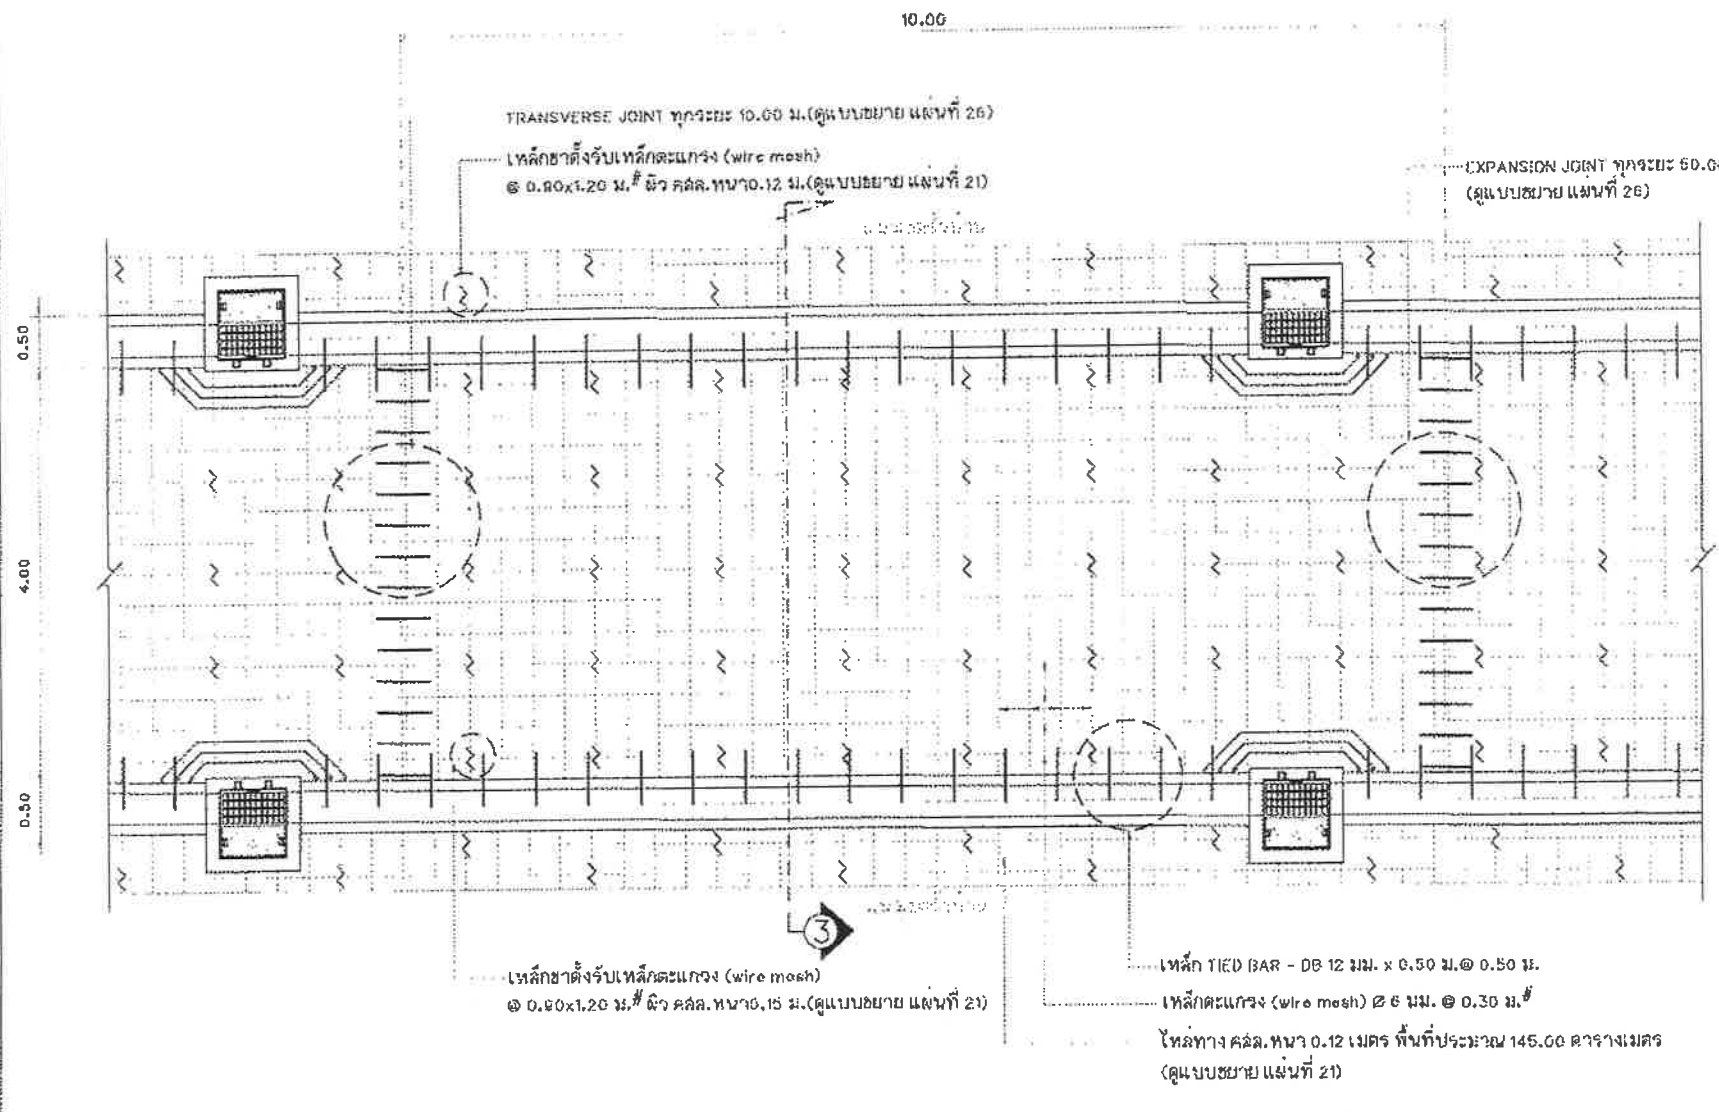 10.00
TRANSVERSE JOINT ทุกระยะ 10.00 ม.(ดูแบบขยาย แผ่นที่ 26)
เหล็กขาตั้งรับเหล็กตะแกรง (wire mesh)
@ 0.80x1.20 ม.# ผิว คสล.หนา0.12 ม.(ดูแบบขยาย แผ่นที่ 21)
EXPANSION JOINT ทุกระยะ
(ดูแบบขยาย แผ่นที่ 26)
0.50
4.00
0.50
3
เหล็กขาตั้งรับเหล็กตะแกรง (wire mesh)
@ 0.80x1.20 ม.# ผิว คสล.หนา0.15 ม.(ดูแบบขยาย แผ่นที่ 21)
เหล็ก TIED BAR - DB 12 มม. x 0.50 ม.@ 0.50 ม.
เหล็กตะแกรง (wire mesh) Ø 6 มม. @ 0.30 ม.#
ไหล่ทาง คสล.หนา 0.12 เมตร พื้นที่ประมาณ 145.00 ตารางเมตร
(ดูแบบขยาย แผ่นที่ 21)